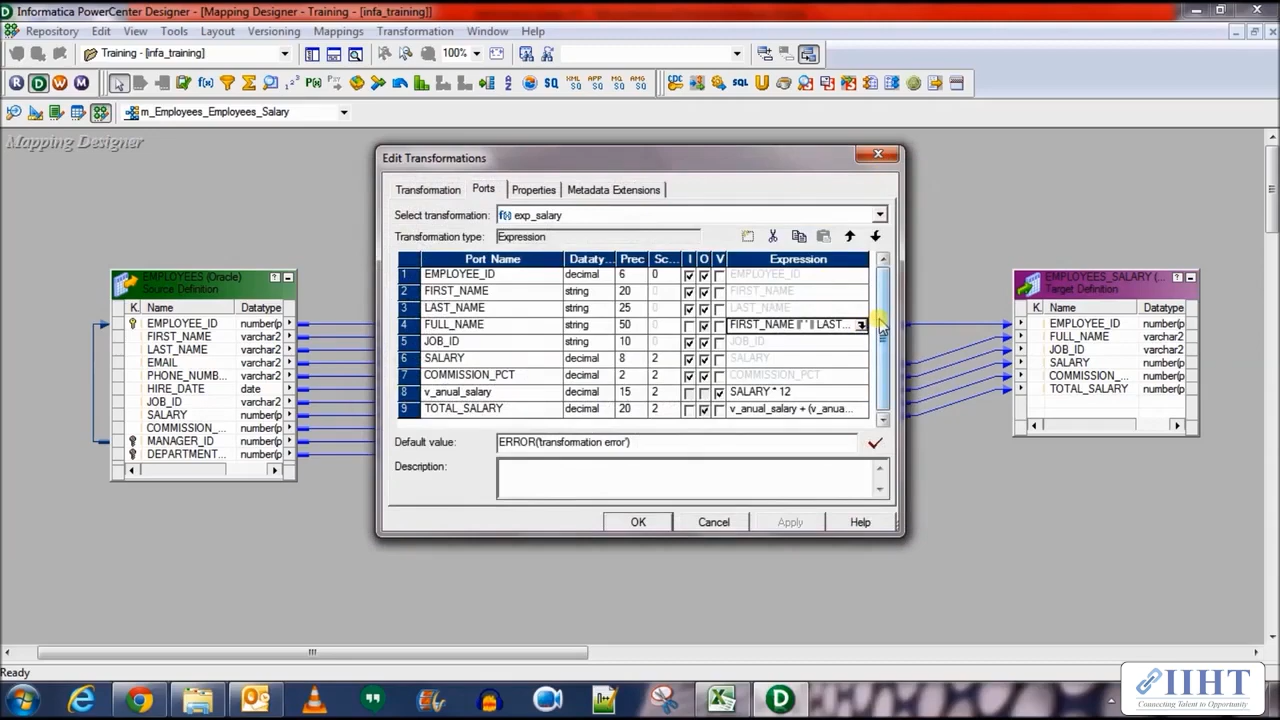 Informatica PowerCenter Designer - [Mapping Designer - Training - [infa_training]]
Repository Edit View Tools Layout Versioning Mappings Transformation Window Help
Training - [infa_training] 100%
m_Employees_Employees_Salary
Mapping Designer
Edit Transformations
Transformation Ports Properties Metadata Extensions
Select transformation: f(x) exp_salary
Transformation type: Expression
Port Name Dataty... Prec Sc... I O V Expression
1 EMPLOYEE_ID decimal 6 0 EMPLOYEE_ID
2 FIRST_NAME string 20 0 FIRST_NAME
3 LAST_NAME string 25 0 LAST_NAME
4 FULL_NAME string 50 0 FIRST_NAME || ' ' || LAST...
5 JOB_ID string 10 0 JOB_ID
6 SALARY decimal 8 2 SALARY
7 COMMISSION_PCT decimal 2 2 COMMISSION_PCT
8 v_anual_salary decimal 15 2 SALARY * 12
9 TOTAL_SALARY decimal 20 2 v_anual_salary + (v_anua...
Default value: ERROR('transformation error')
Description:
OK Cancel Apply Help
EMPLOYEES (Oracle)
Source Definition
K. Name Datatype
EMPLOYEE_ID number(p
FIRST_NAME varchar2
LAST_NAME varchar2
EMAIL varchar2
PHONE_NUMB... varchar2
HIRE_DATE date
JOB_ID varchar2
SALARY number(p
COMMISSION_... number(p
MANAGER_ID number(p
DEPARTMENT... number(p
EMPLOYEES_SALARY (...
Target Definition
K. Name Datatype
EMPLOYEE_ID number(p
FULL_NAME varchar2
JOB_ID varchar2
SALARY number(p
COMMISSION_... number(p
TOTAL_SALARY number(p
Ready
IIHT
Connecting Talent to Opportunity